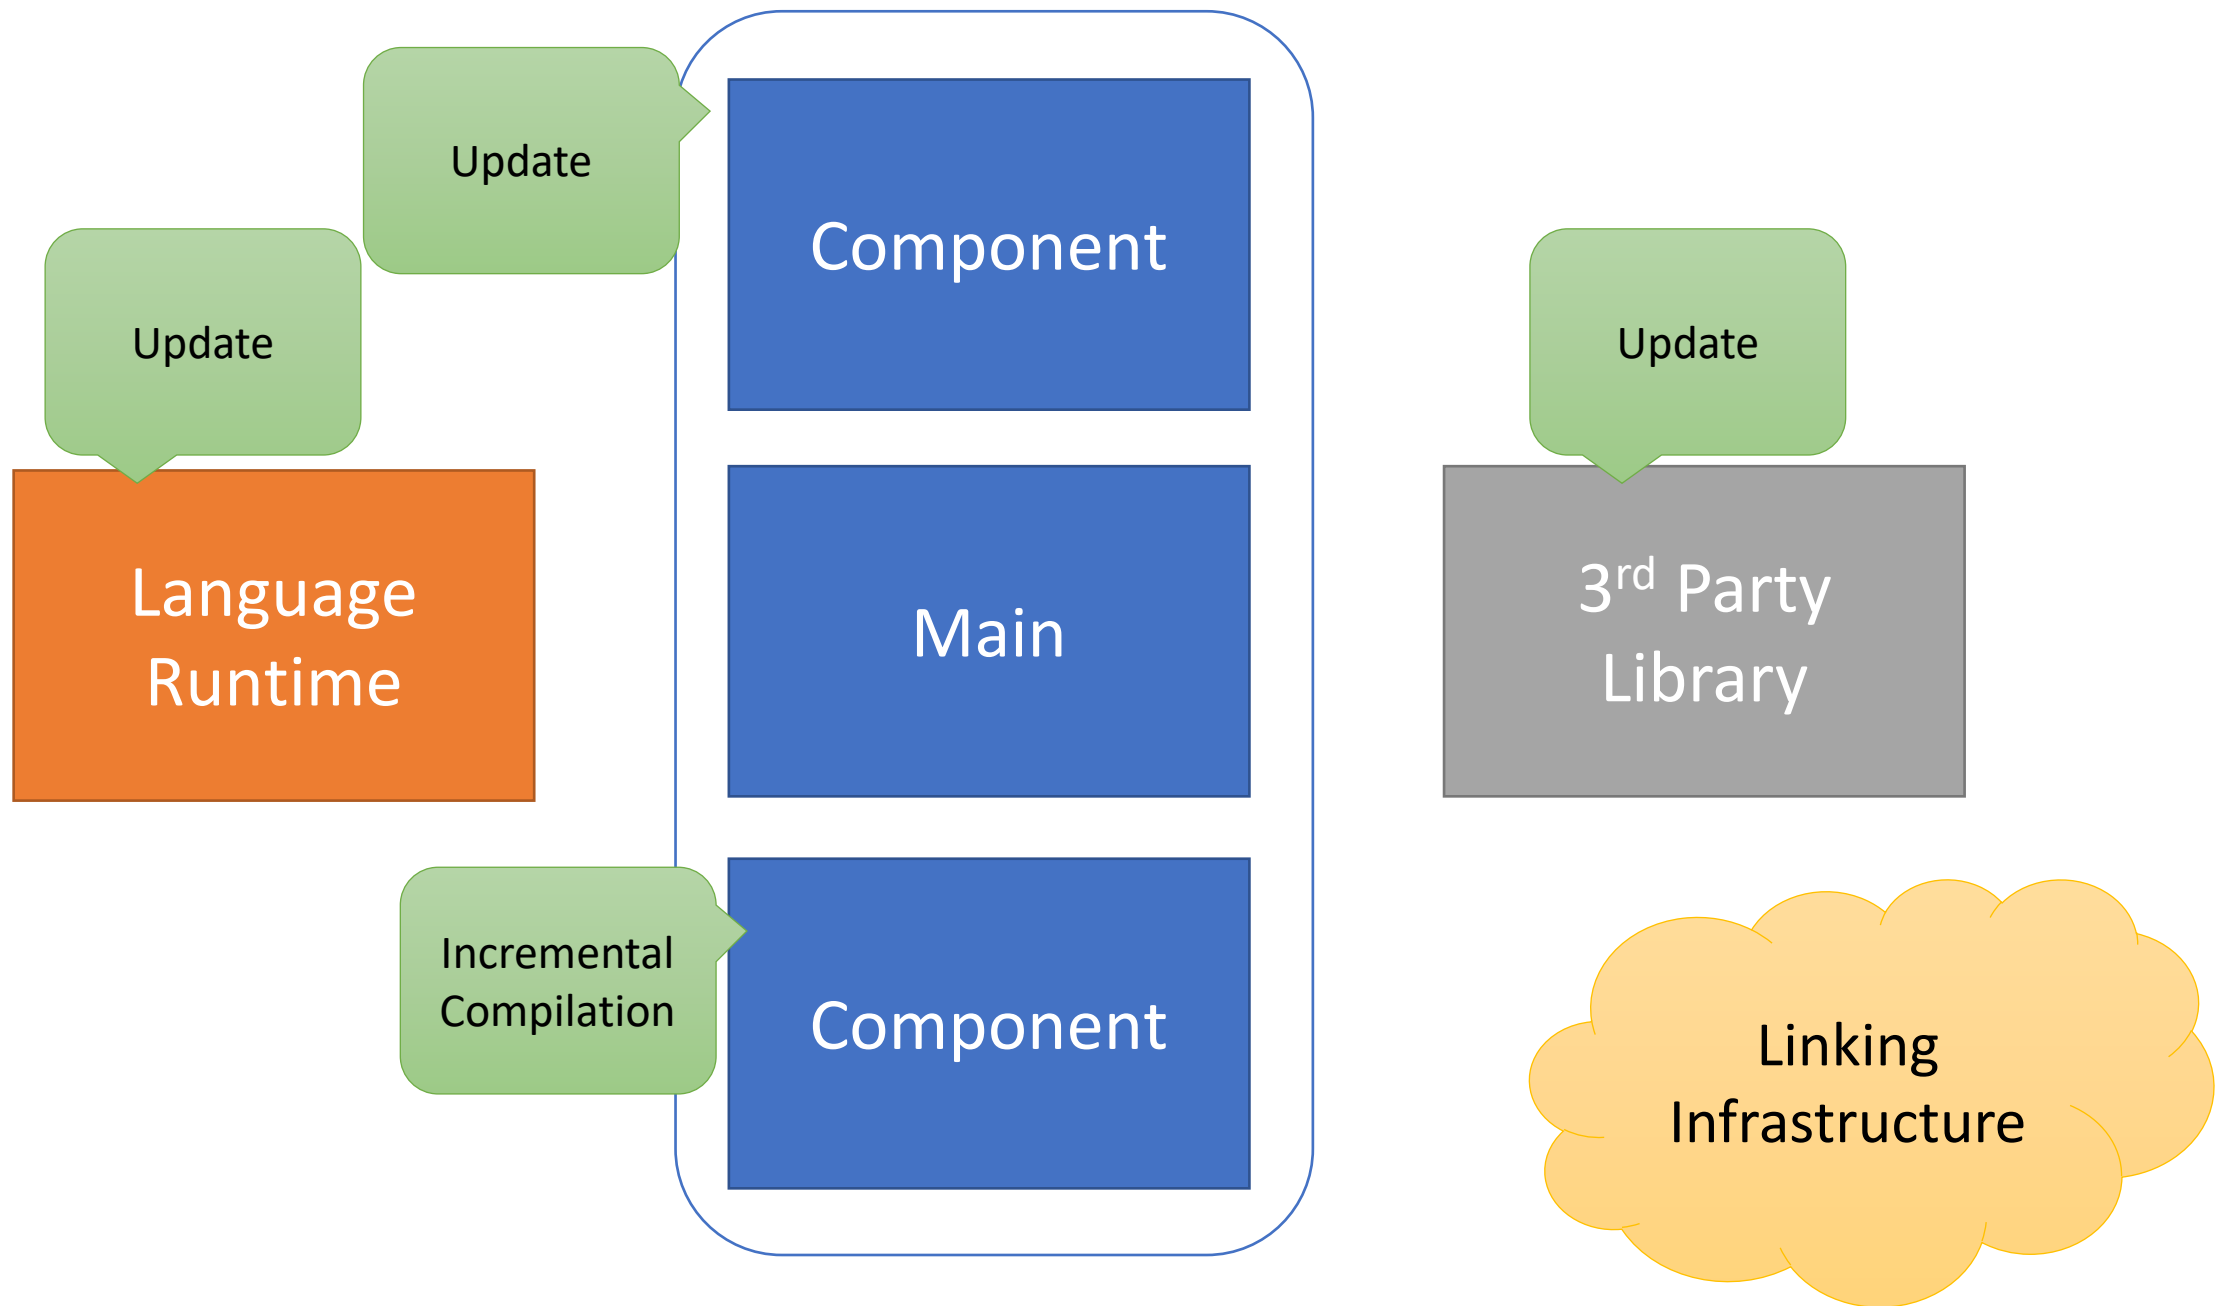 Update
Component
Update
Update
Language
Runtime
Main
3rd Party
Library
Incremental
Compilation
Component
Linking
Infrastructure